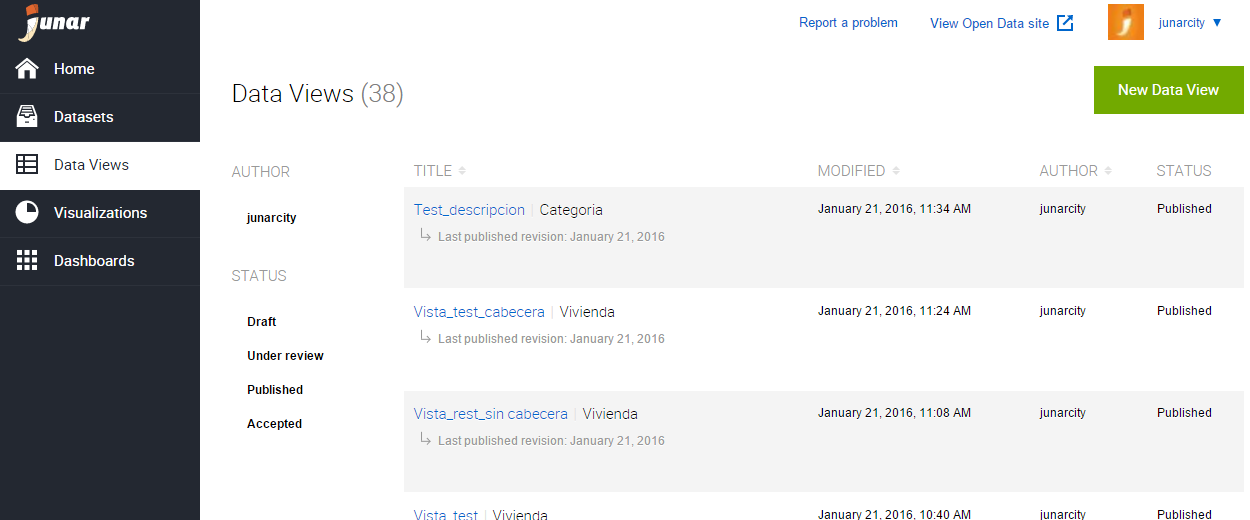 junar
Report a problem
View Open Data site
junarcity
Home
Datasets
Data Views
Visualizations
Dashboards
Data Views (38)
New Data View
AUTHOR
junarcity
STATUS
Draft
Under review
Published
Accepted
TITLE MODIFIED AUTHOR STATUS
Test_descripcion | Categoria January 21, 2016, 11:34 AM junarcity Published
Last published revision: January 21, 2016
Vista_test_cabecera | Vivienda January 21, 2016, 11:24 AM junarcity Published
Last published revision: January 21, 2016
Vista_rest_sin cabecera | Vivienda January 21, 2016, 11:08 AM junarcity Published
Last published revision: January 21, 2016
Vista_test | Vivienda January 21, 2016, 10:40 AM junarcity Published